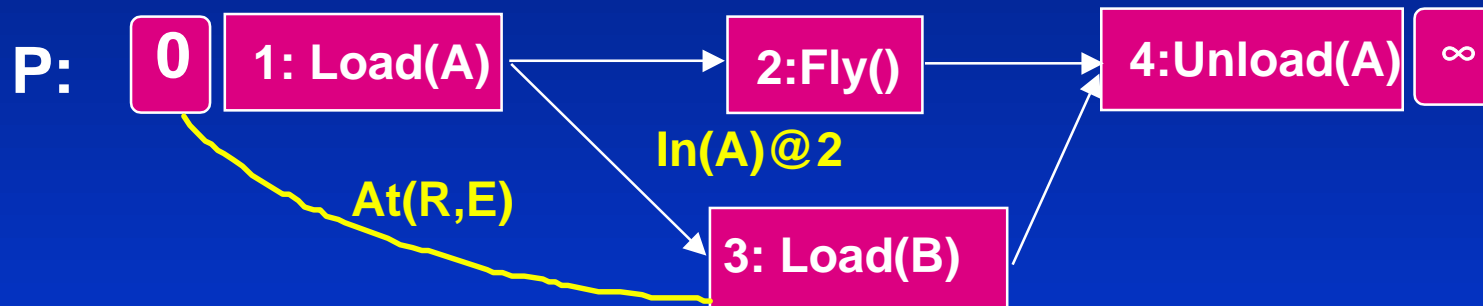 P: 0 1: Load(A) 2:Fly() 4:Unload(A) ∞
In(A)@2
At(R,E)
3: Load(B)